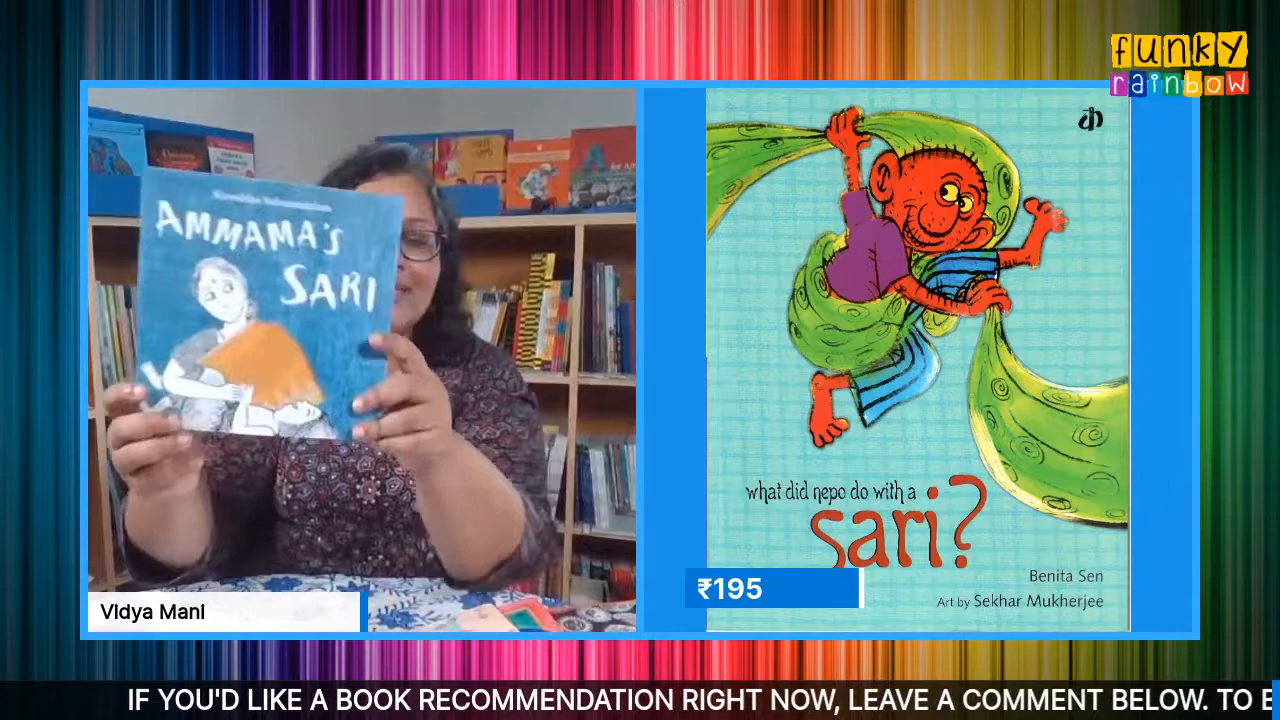 funky
rainbow
AMMAMA'S
SARI
Vidya Mani
what did nepo do with a
sari?
Benita Sen
Art by Sekhar Mukherjee
₹195
IF YOU'D LIKE A BOOK RECOMMENDATION RIGHT NOW, LEAVE A COMMENT BELOW. TO